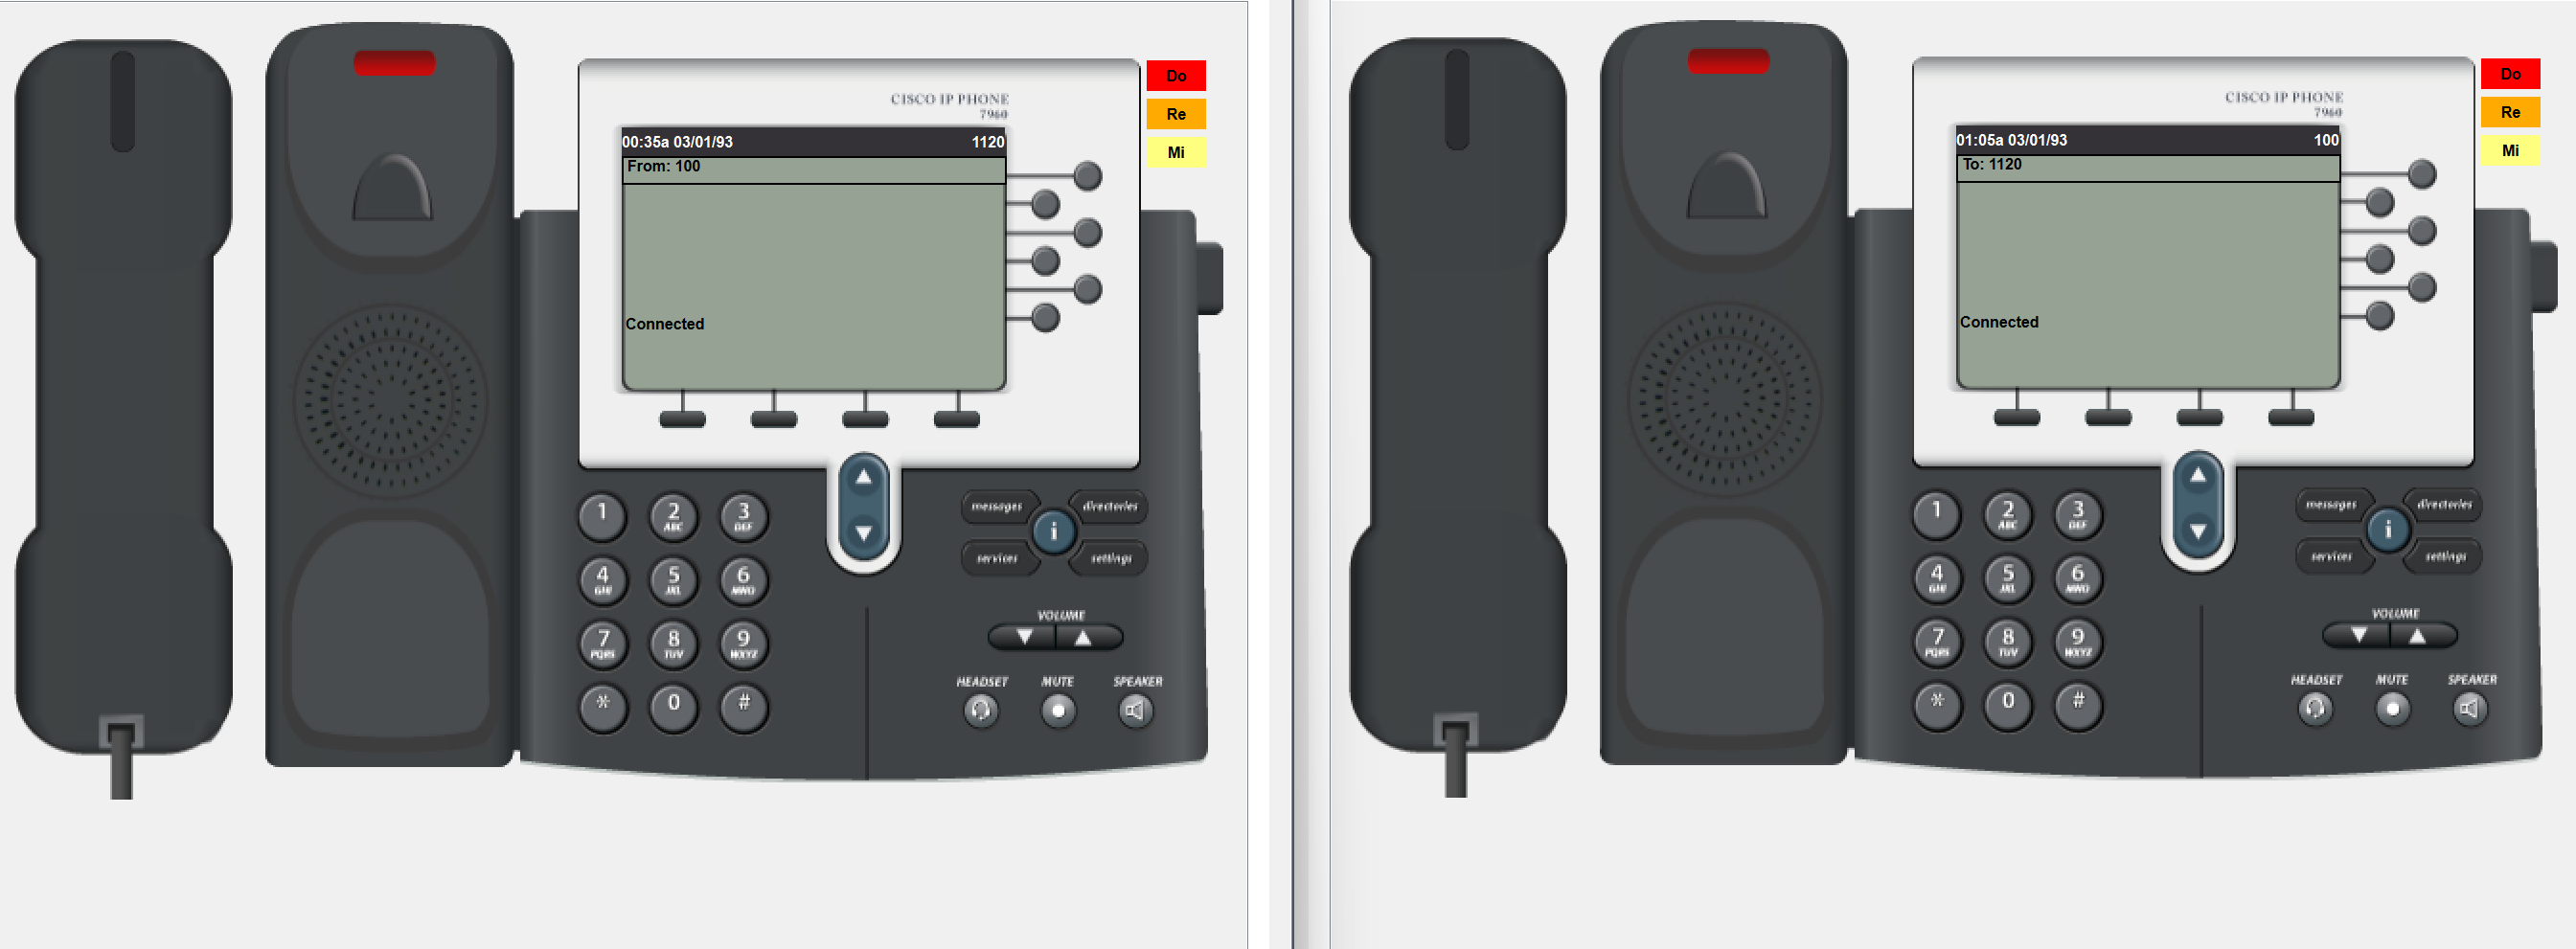 CISCO IP PHONE
7960
00:35a 03/01/93 1120
From: 100
Connected
Do
Re
Mi
1 2 ABC 3 DEF
4 GHI 5 JKL 6 MNO
7 PQRS 8 TUV 9 WXYZ
* 0 #
messages directories
i
services settings
VOLUME
HEADSET MUTE SPEAKER
CISCO IP PHONE
7960
01:05a 03/01/93 100
To: 1120
Connected
Do
Re
Mi
1 2 ABC 3 DEF
4 GHI 5 JKL 6 MNO
7 PQRS 8 TUV 9 WXYZ
* 0 #
messages directories
i
services settings
VOLUME
HEADSET MUTE SPEAKER